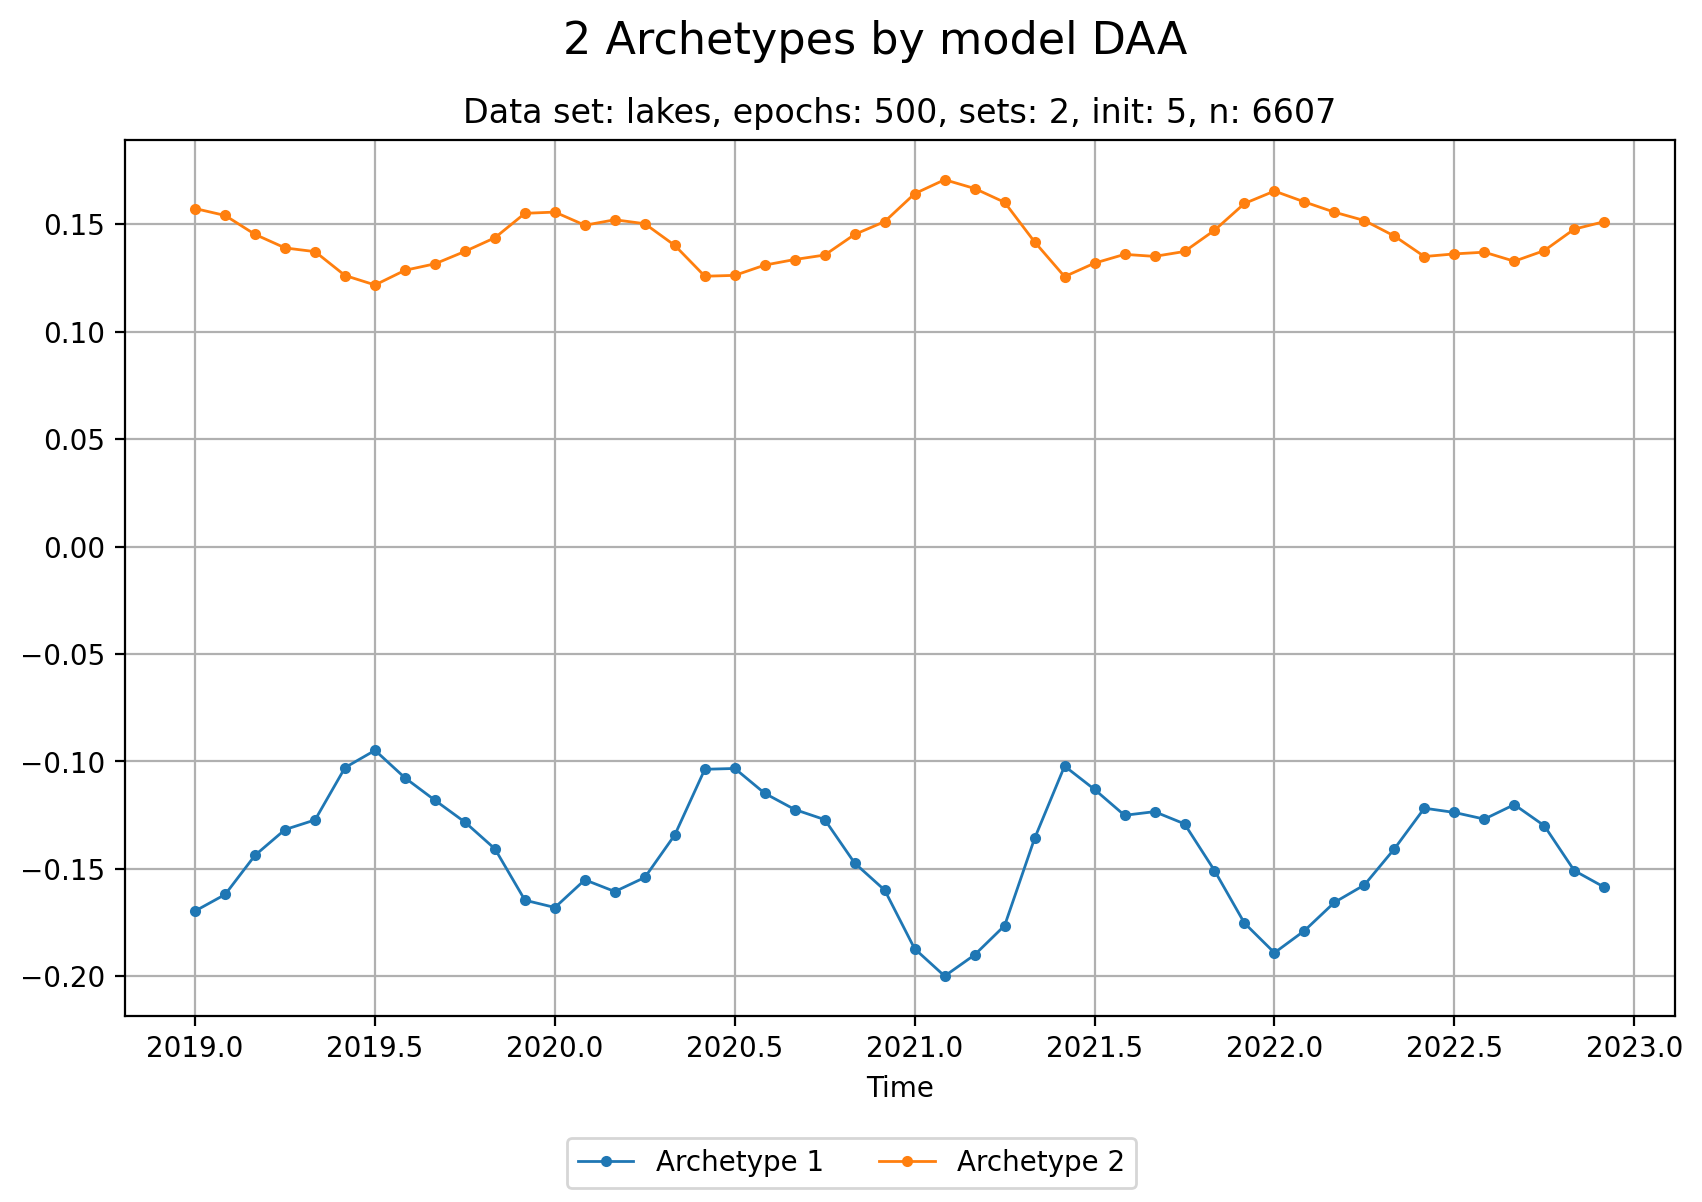 2 Archetypes by model DAA
Data set: lakes, epochs: 500, sets: 2, init: 5, n: 6607
0.15
0.10
0.05
0.00
−0.05
−0.10
−0.15
−0.20
2019.0 2019.5 2020.0 2020.5 2021.0 2021.5 2022.0 2022.5 2023.0
Time
Archetype 1 Archetype 2